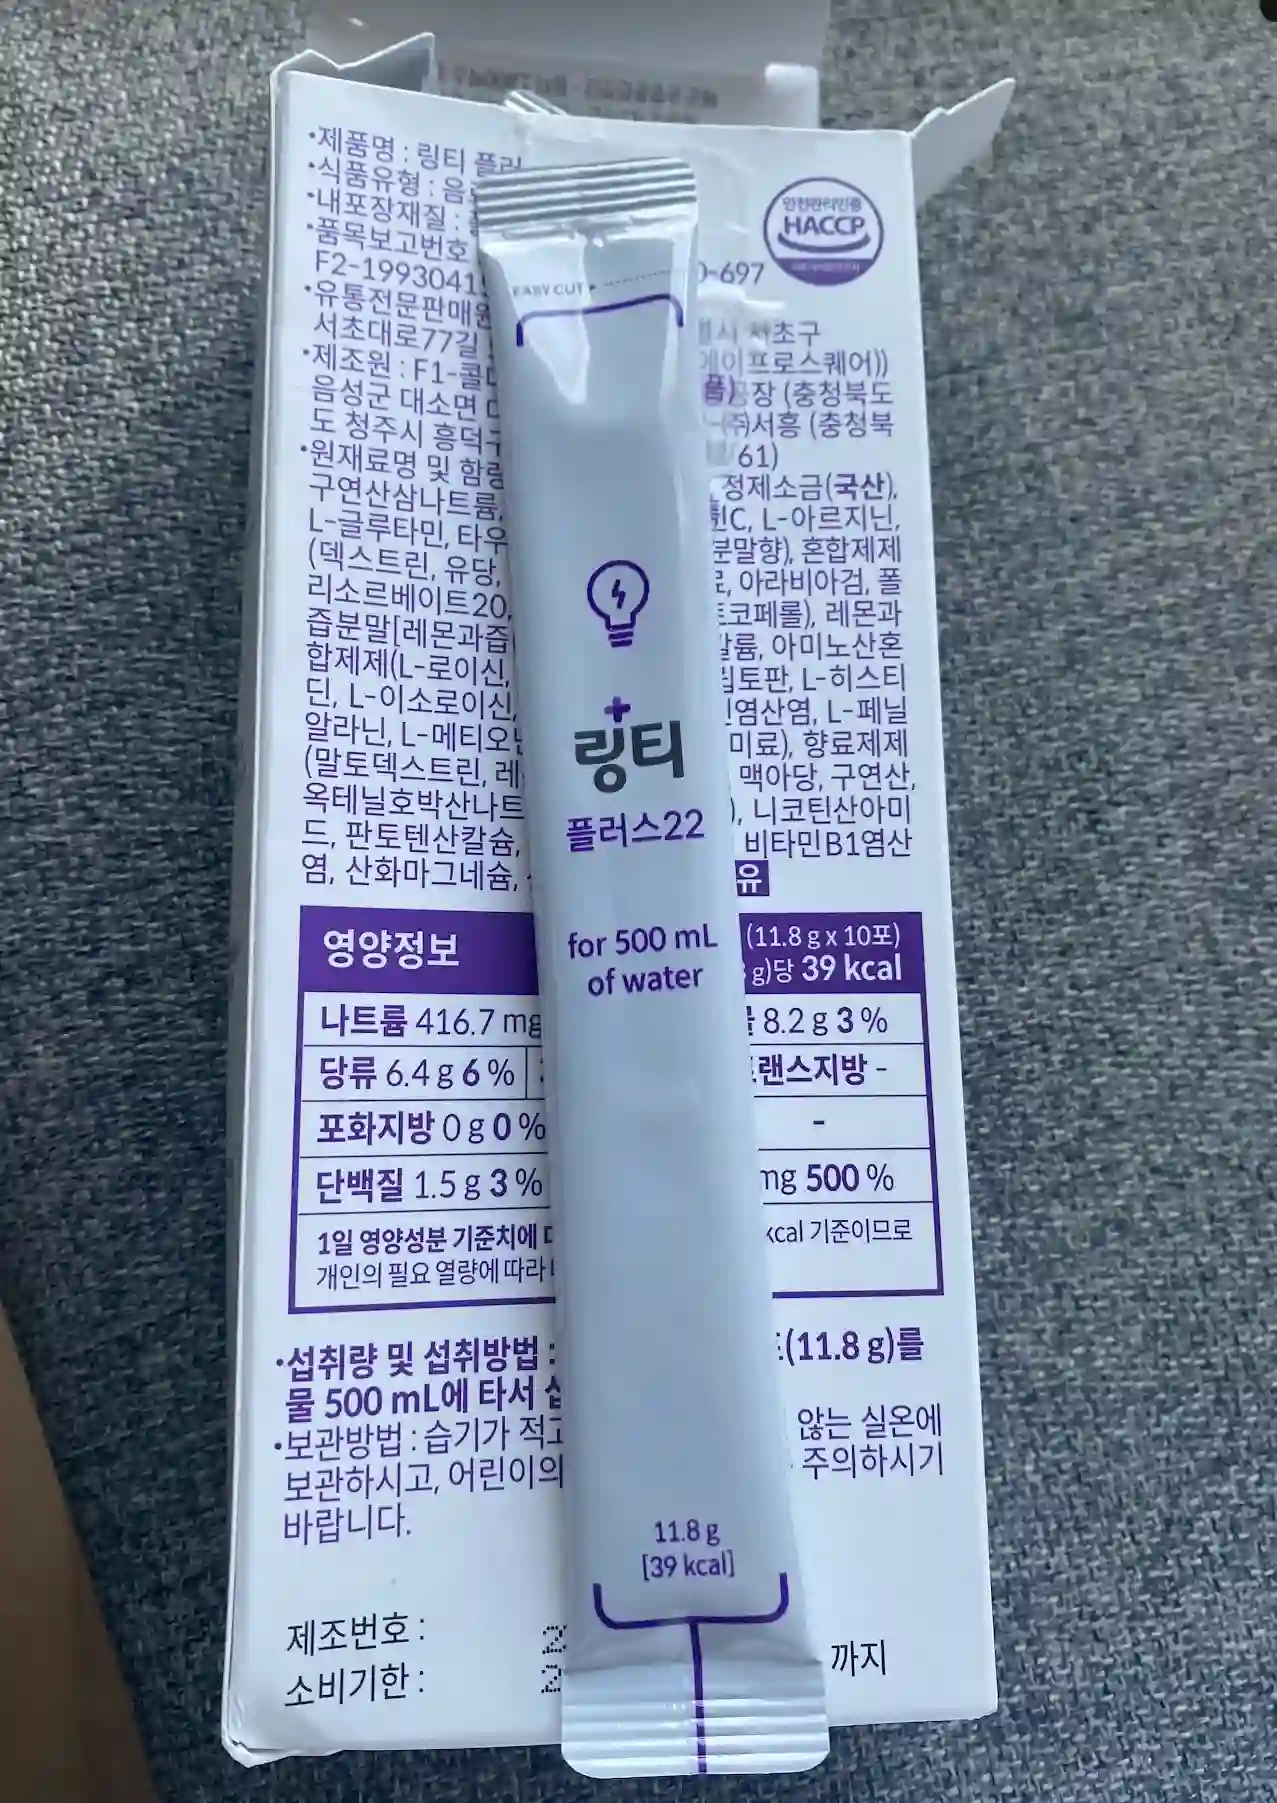 ·제품명 : 링티
·식품유형 :
·내포장재질 :
·품목보고번호
F2-1993041 0-697
·유통전문판매원 서초구
서초대로77길 에이프로스퀘어))
·제조원 : F1-콜 공장 (충청북도
음성군 대소면 -㈜서흥 (충청북
도 청주시 흥덕구 61)
·원재료명 및 함량 정제소금(국산),
구연산삼나트륨, C, L-아르지닌,
L-글루타민, 분말향), 혼합제제
(덱스트린, 유당, 아라비아검, 폴
리소르베이트20, 토코페롤), 레몬과
즙분말[레몬과즙 칼륨, 아미노산혼
합제제(L-로이신, 립토판, L-히스티
딘, L-이소로이신, 염산염, L-페닐
알라닌, L-메티오닌 미료), 향료제제
(말토덱스트린, 맥아당, 구연산,
옥테닐호박산나트 ), 니코틴산아미
드, 판토텐산칼슘, 비타민B1염산
염, 산화마그네슘, 유
안전관리인증
HACCP
영양정보 (11.8 g x 10포)
g)당 39 kcal
나트륨 416.7 mg 8.2 g 3 %
당류 6.4 g 6 % 트랜스지방 -
포화지방 0 g 0 % -
단백질 1.5 g 3 % mg 500 %
1일 영양성분 기준치에 kcal 기준이므로
개인의 필요 열량에 따라
·섭취량 및 섭취방법 : (11.8 g)를
물 500 mL에 타서
·보관방법 : 습기가 적고 않는 실온에
보관하시고, 어린이의 주의하시기
바랍니다.
제조번호 :
소비기한 : 까지
EASY CUT
링티
플러스22
for 500 mL
of water
11.8 g
[39 kcal]